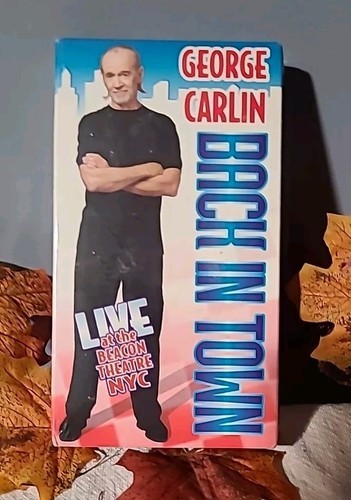 GEORGE
CARLIN
BACK IN TOWN
LIVE
at the
BEACON
THEATRE
NYC